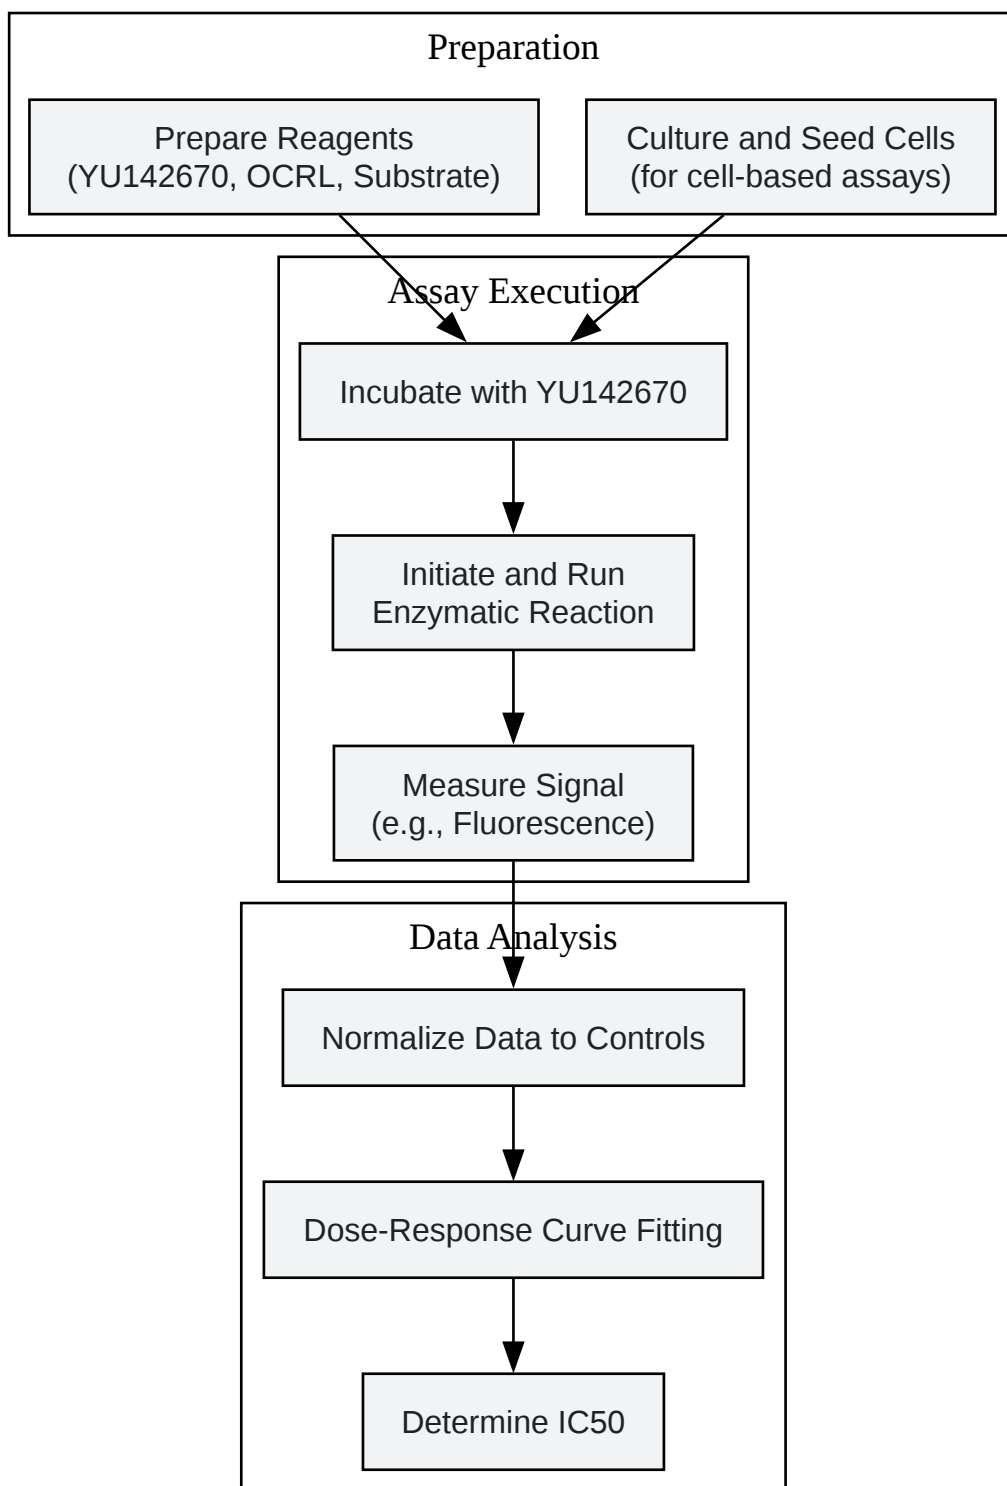 Preparation
Prepare Reagents
(YU142670, OCRL, Substrate)
Culture and Seed Cells
(for cell-based assays)
Assay Execution
Incubate with YU142670
Initiate and Run
Enzymatic Reaction
Measure Signal
(e.g., Fluorescence)
Data Analysis
Normalize Data to Controls
Dose-Response Curve Fitting
Determine IC50